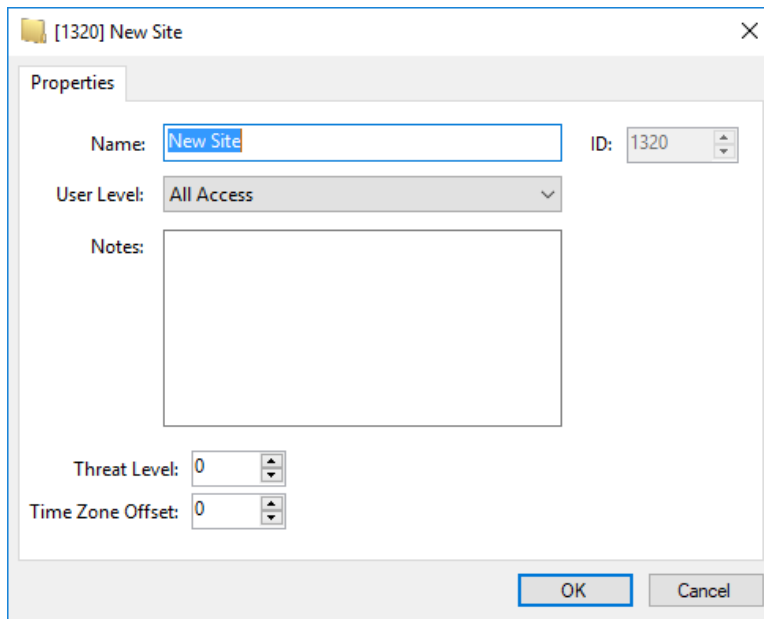 [1320] New Site
Properties
Name: New Site ID: 1320
User Level: All Access
Notes:
Threat Level: 0
Time Zone Offset: 0
OK Cancel